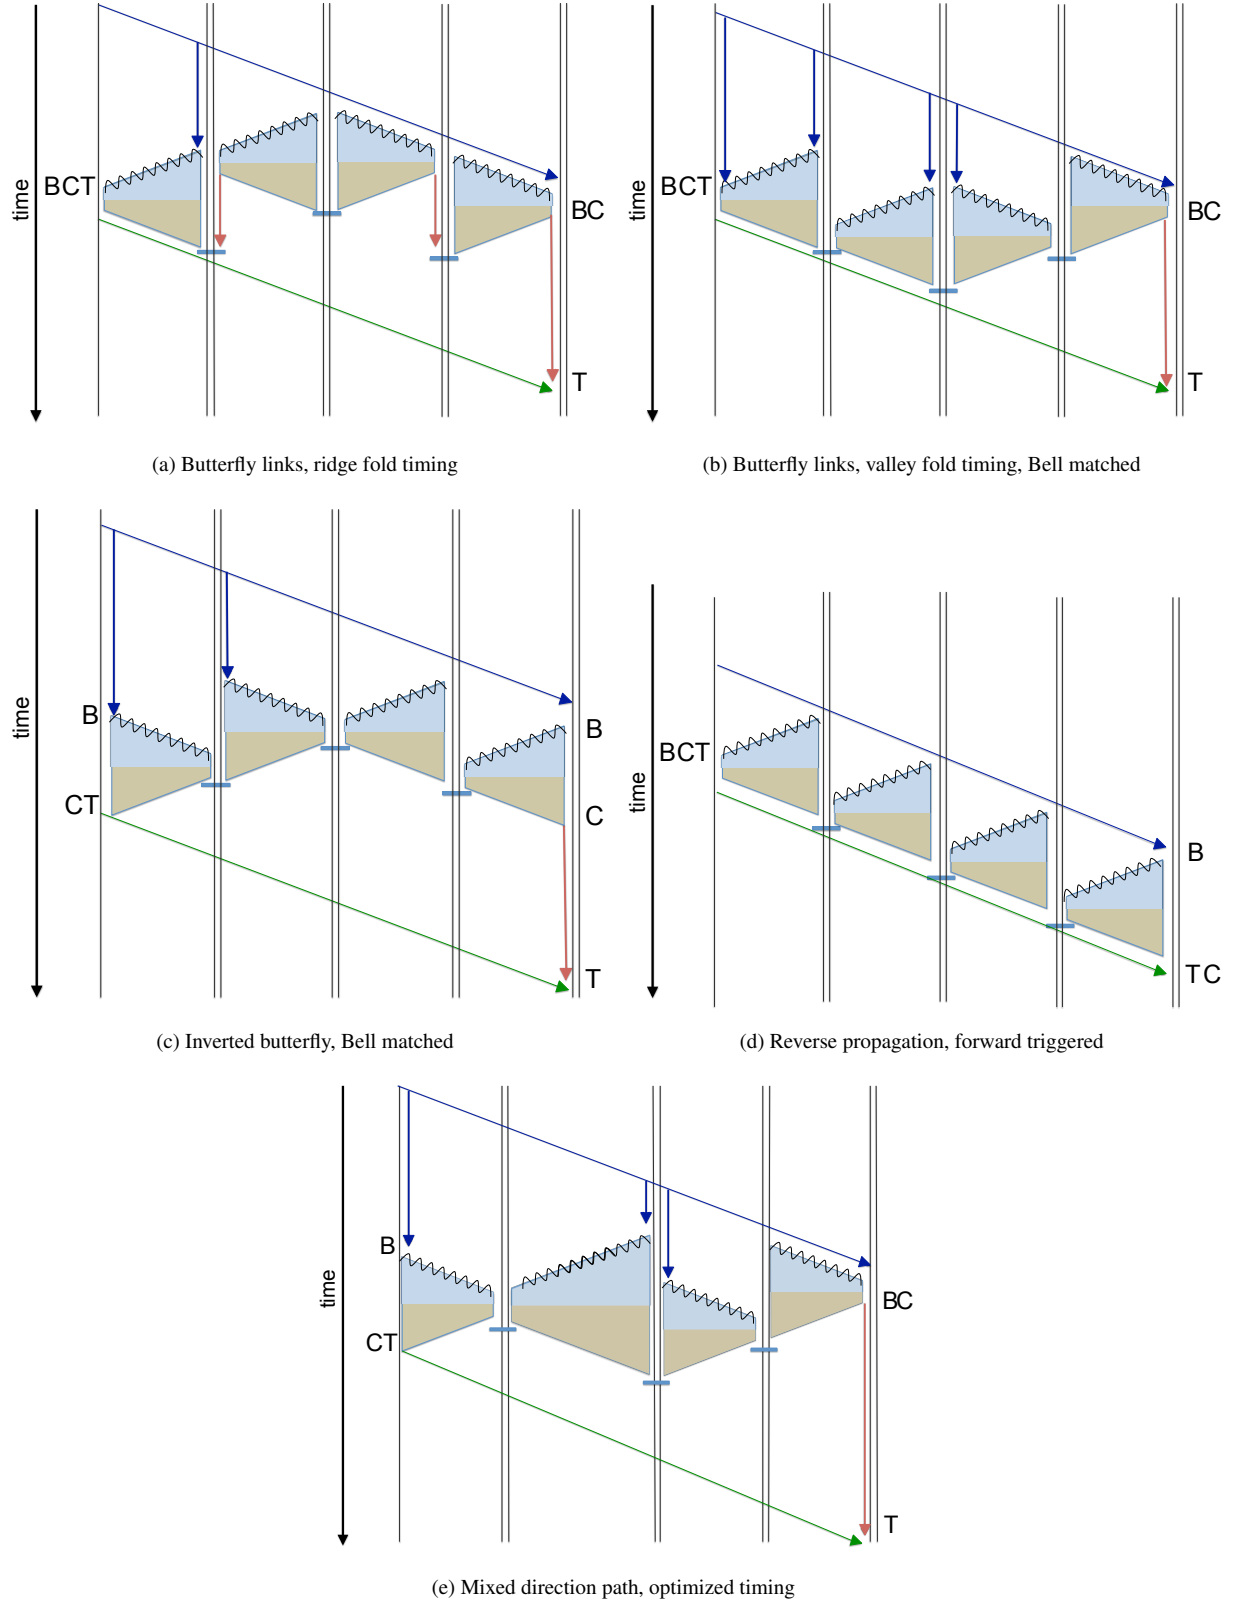 time
BCT
BC
T
(a) Butterfly links, ridge fold timing
time
BCT
BC
T
(b) Butterfly links, valley fold timing, Bell matched
time
B
CT
B
C
T
(c) Inverted butterfly, Bell matched
time
BCT
B
TC
(d) Reverse propagation, forward triggered
time
B
CT
BC
T
(e) Mixed direction path, optimized timing